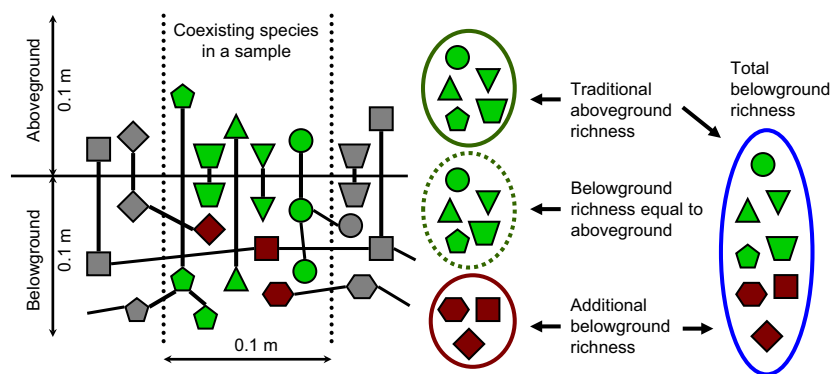 Coexisting species
in a sample
Aboveground
0.1 m
Belowground
0.1 m
0.1 m
Traditional
aboveground
richness
Belowground
richness equal to
aboveground
Additional
belowground
richness
Total
belowground
richness